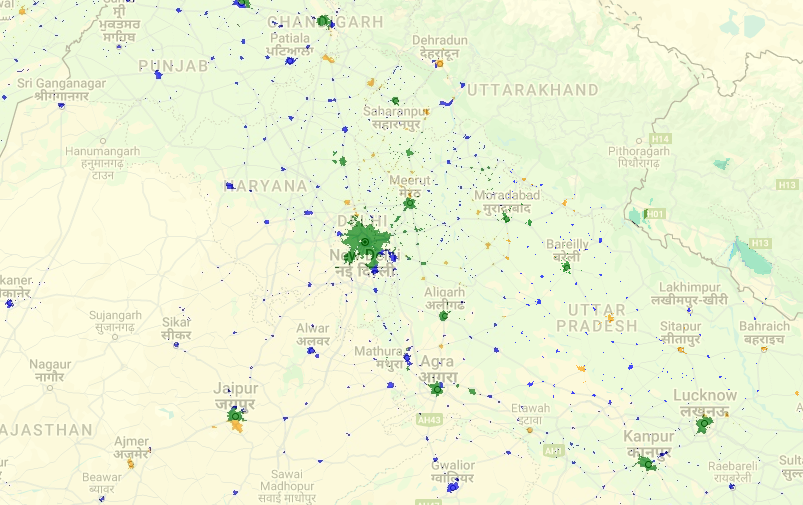 ਸ੍ਰੀ
ਮੁਕਤਸਰ
ਸਾਹਿਬ
CHANDIGARH
Patiala
ਪਟਿਆਲਾ
Dehradun
देहरादून
PUNJAB
Sri Ganganagar
श्रीगंगानगर
UTTARAKHAND
Saharanpur
सहारनपुर
Hanumangarh
हनुमानगढ़
टाउन
H14
Pithoragarh
पिथौरागढ़
HARYANA
Meerut
मेरठ
Moradabad
मुरादाबाद
H13
H01
DELHI
New Delhi
नई दिल्ली
Bareilly
बरेली
H13
kaner
कानेर
Aligarh
अलीगढ़
Lakhimpur
लखीमपुर-खीरी
Sujangarh
सुजानगढ़
Sikar
सीकर
UTTAR
PRADESH
Sitapur
सीतापुर
Bahraich
बहराइच
Alwar
अलवर
Mathura
मथुरा
Agra
आगरा
Nagaur
नागौर
Jaipur
जयपुर
Lucknow
लखनऊ
Etawah
इटावा
AH43
AJASTHAN
Ajmer
अजमेर
Kanpur
कानपुर
AH1
Gwalior
ग्वालियर
Raebareli
रायबरेली
Beawar
ब्यावर
Sawai
Madhopur
सवाई माधोपुर